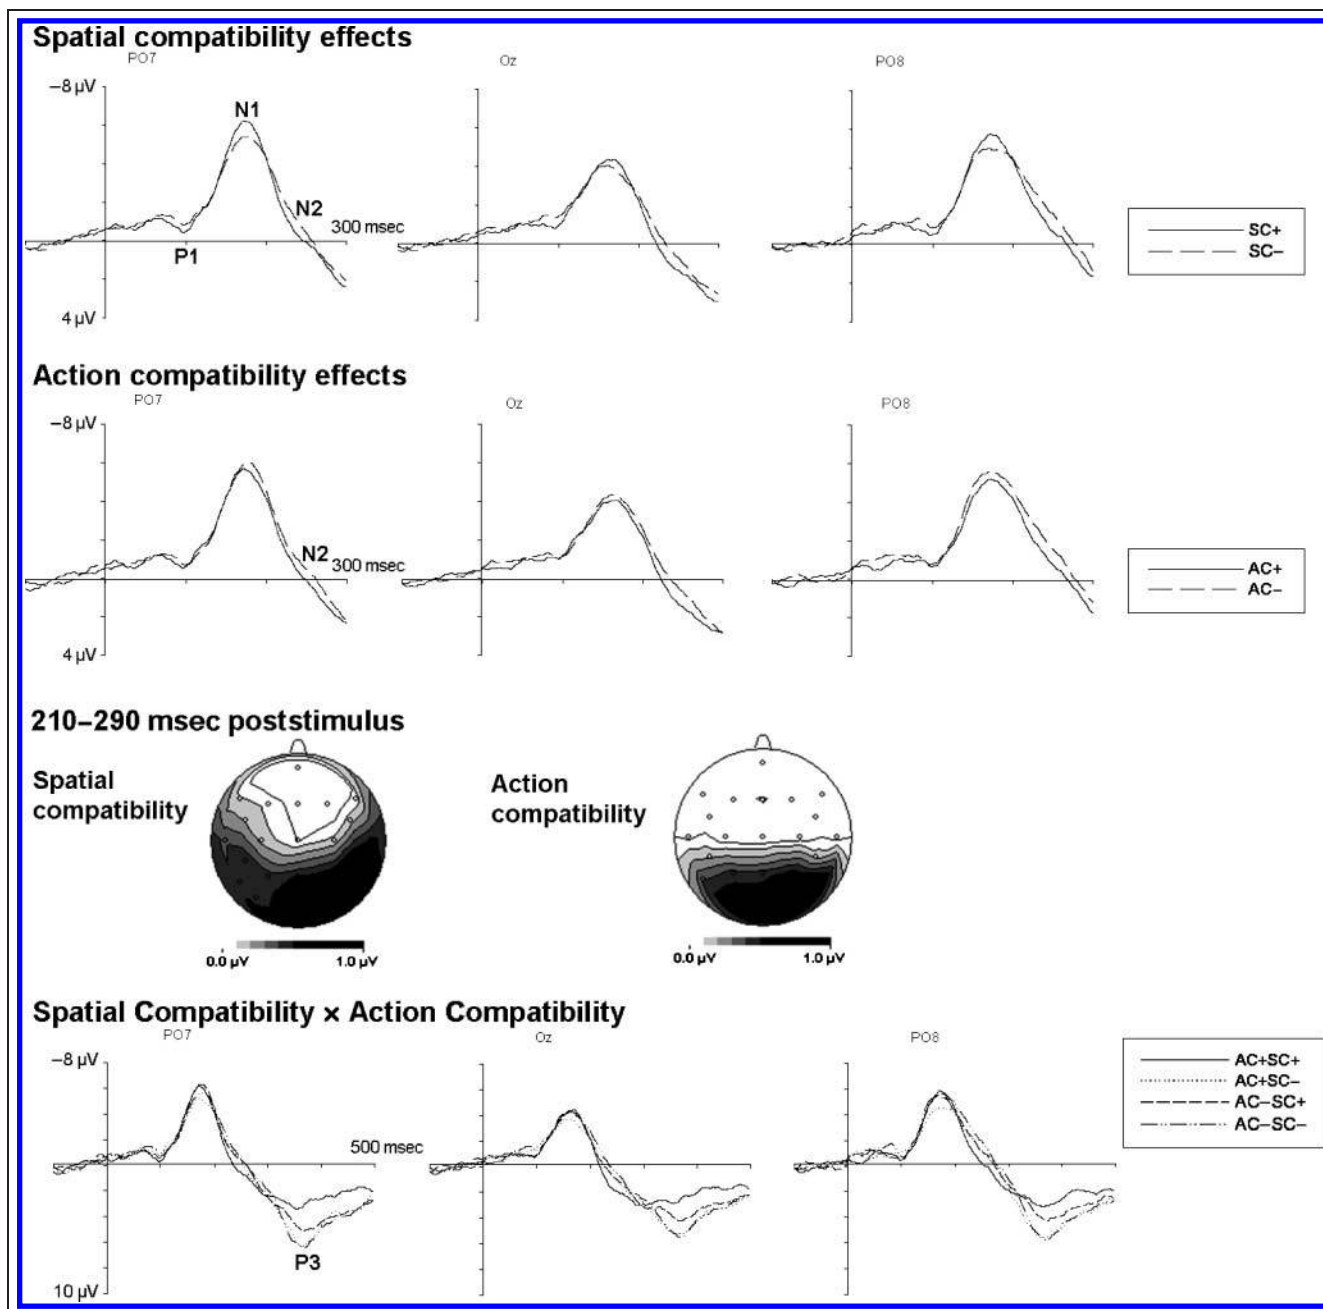 Spatial compatibility effects
PO7 Oz PO8
–8 µV
N1
N2
300 msec
P1
4 µV
SC+
SC–
Action compatibility effects
PO7 Oz PO8
–8 µV
N2
300 msec
4 µV
AC+
AC–
210–290 msec poststimulus
Spatial
compatibility
0.0 µV 1.0 µV
Action
compatibility
0.0 µV 1.0 µV
Spatial Compatibility × Action Compatibility
PO7 Oz PO8
–8 µV
500 msec
P3
10 µV
AC+SC+
AC+SC–
AC–SC+
AC–SC–